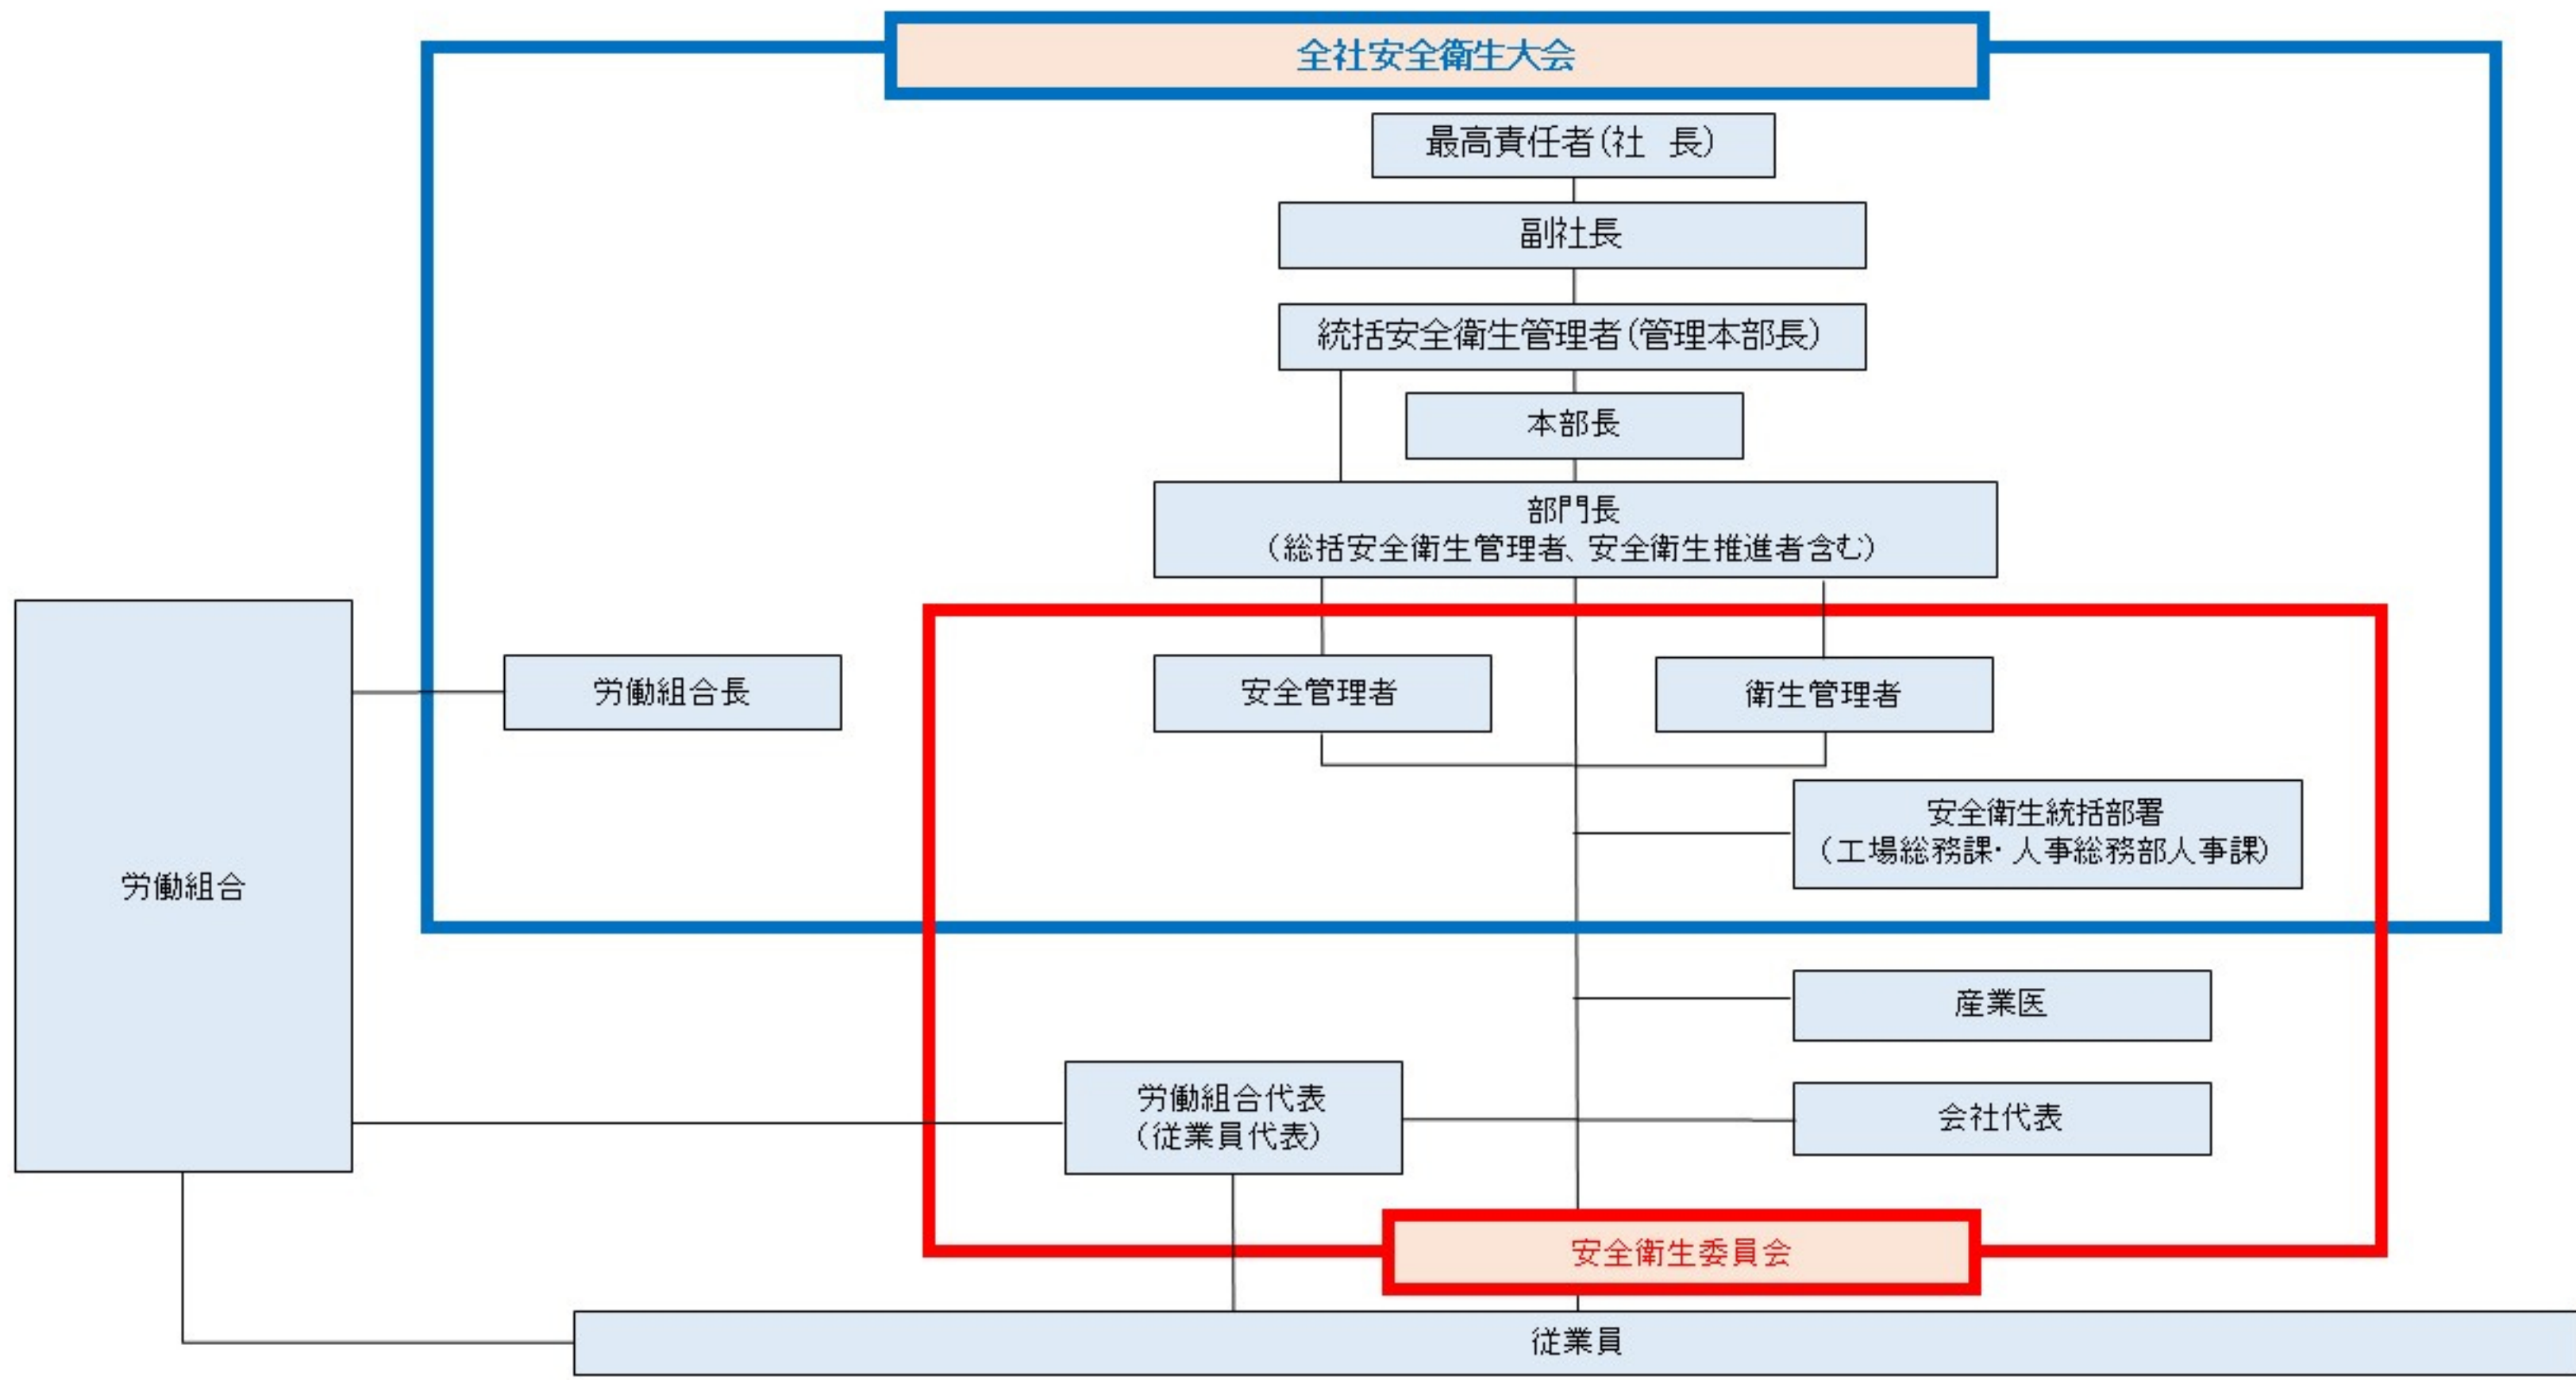 全社安全衛生大会
最高責任者(社　長)
副社長
統括安全衛生管理者(管理本部長)
本部長
部門長
(総括安全衛生管理者、安全衛生推進者含む)
労働組合長
安全管理者
衛生管理者
安全衛生統括部署
(工場総務課・人事総務部人事課)
労働組合
産業医
労働組合代表
(従業員代表)
会社代表
安全衛生委員会
従業員